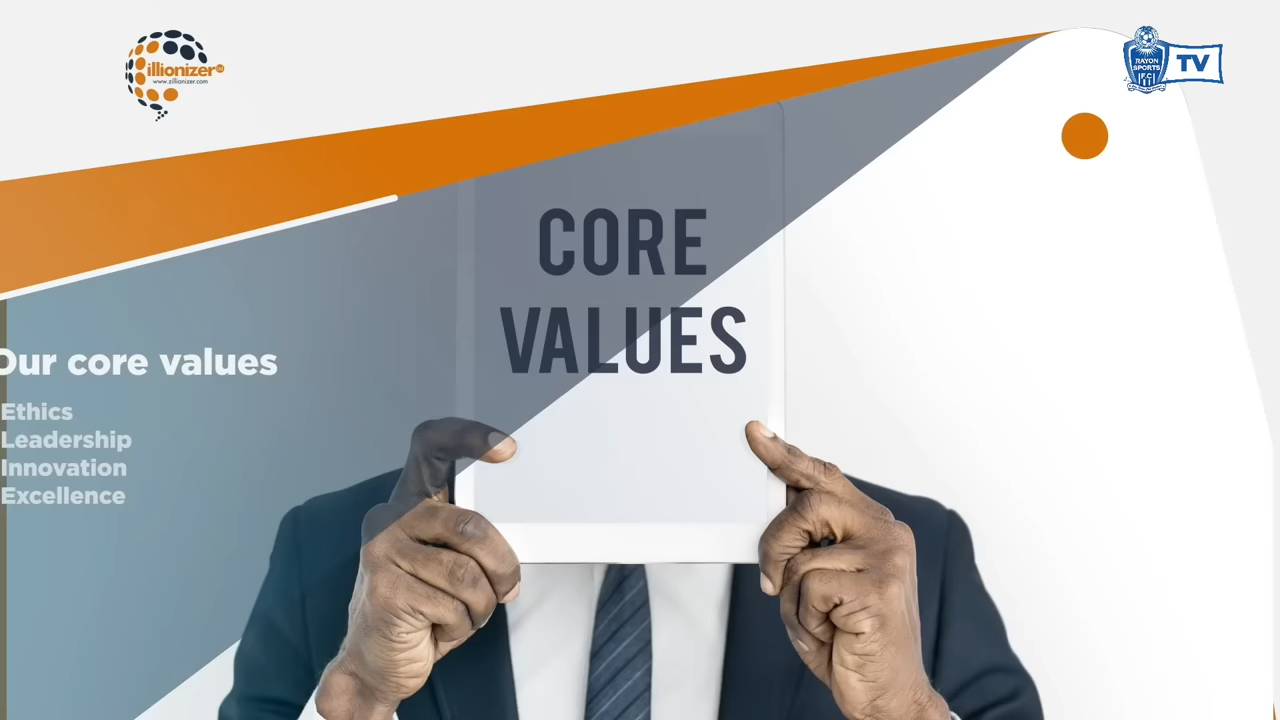 illionizer
www.zillionizer.com
RAYON
SPORTS
TV
CORE
VALUES
Our core values
Ethics
Leadership
Innovation
Excellence